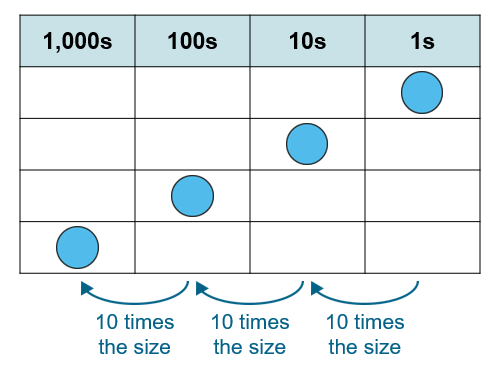 1,000s 100s 10s 1s
10 times 10 times 10 times
the size the size the size